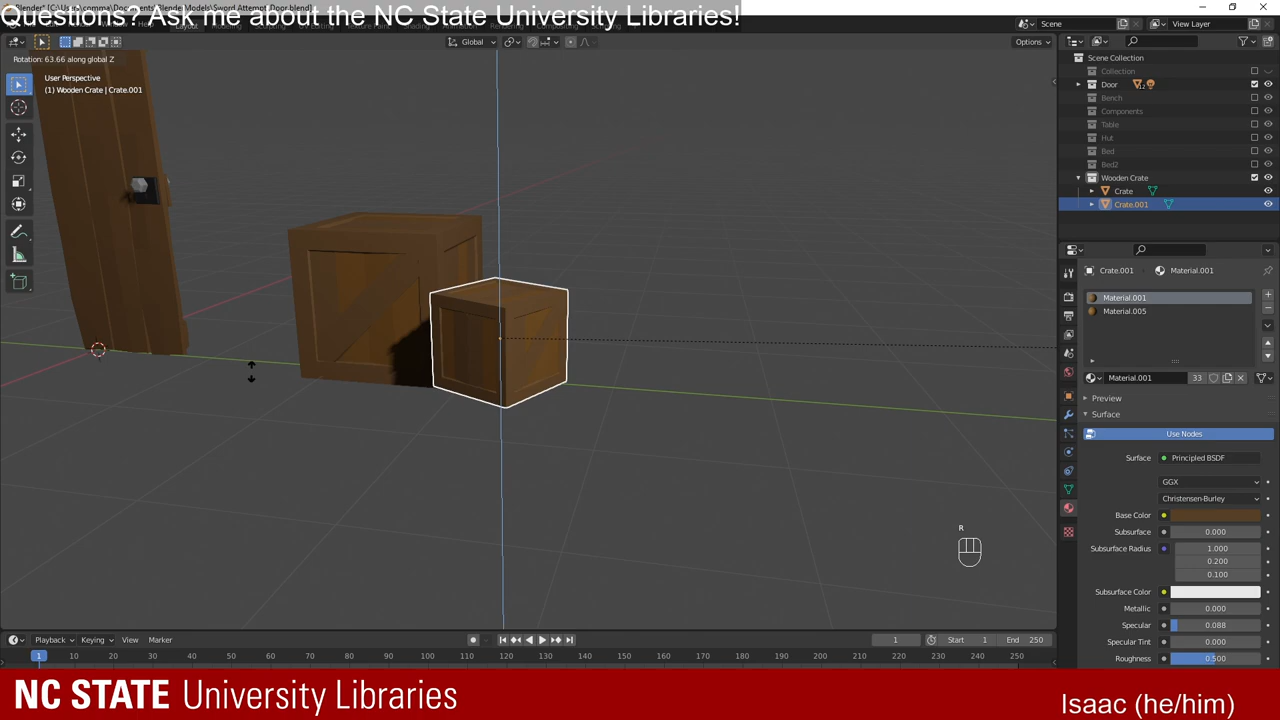 Questions? Ask me about the NC State University Libraries!
Global
Options
Scene
View Layer
Rotation: 63.66 along global Z
User Perspective
(1) Wooden Crate | Crate.001
Scene Collection
Collection
Door
12
Bench
Components
Table
Hut
Bed
Bed2
Wooden Crate
Crate
Crate.001
Crate.001
Material.001
Material.001
Material.005
Material.001
33
Preview
Surface
Use Nodes
Surface
Principled BSDF
GGX
Christensen-Burley
Base Color
Subsurface
0.000
Subsurface Radius
1.000
0.200
0.100
Subsurface Color
Metallic
0.000
Specular
0.088
Specular Tint
0.000
Roughness
0.500
R
Playback
Keying
View
Marker
1
Start
1
End
250
1
10
20
30
40
50
60
70
80
90
100
110
120
130
140
150
160
170
180
190
200
210
220
230
240
250
NC STATE University Libraries
Isaac (he/him)